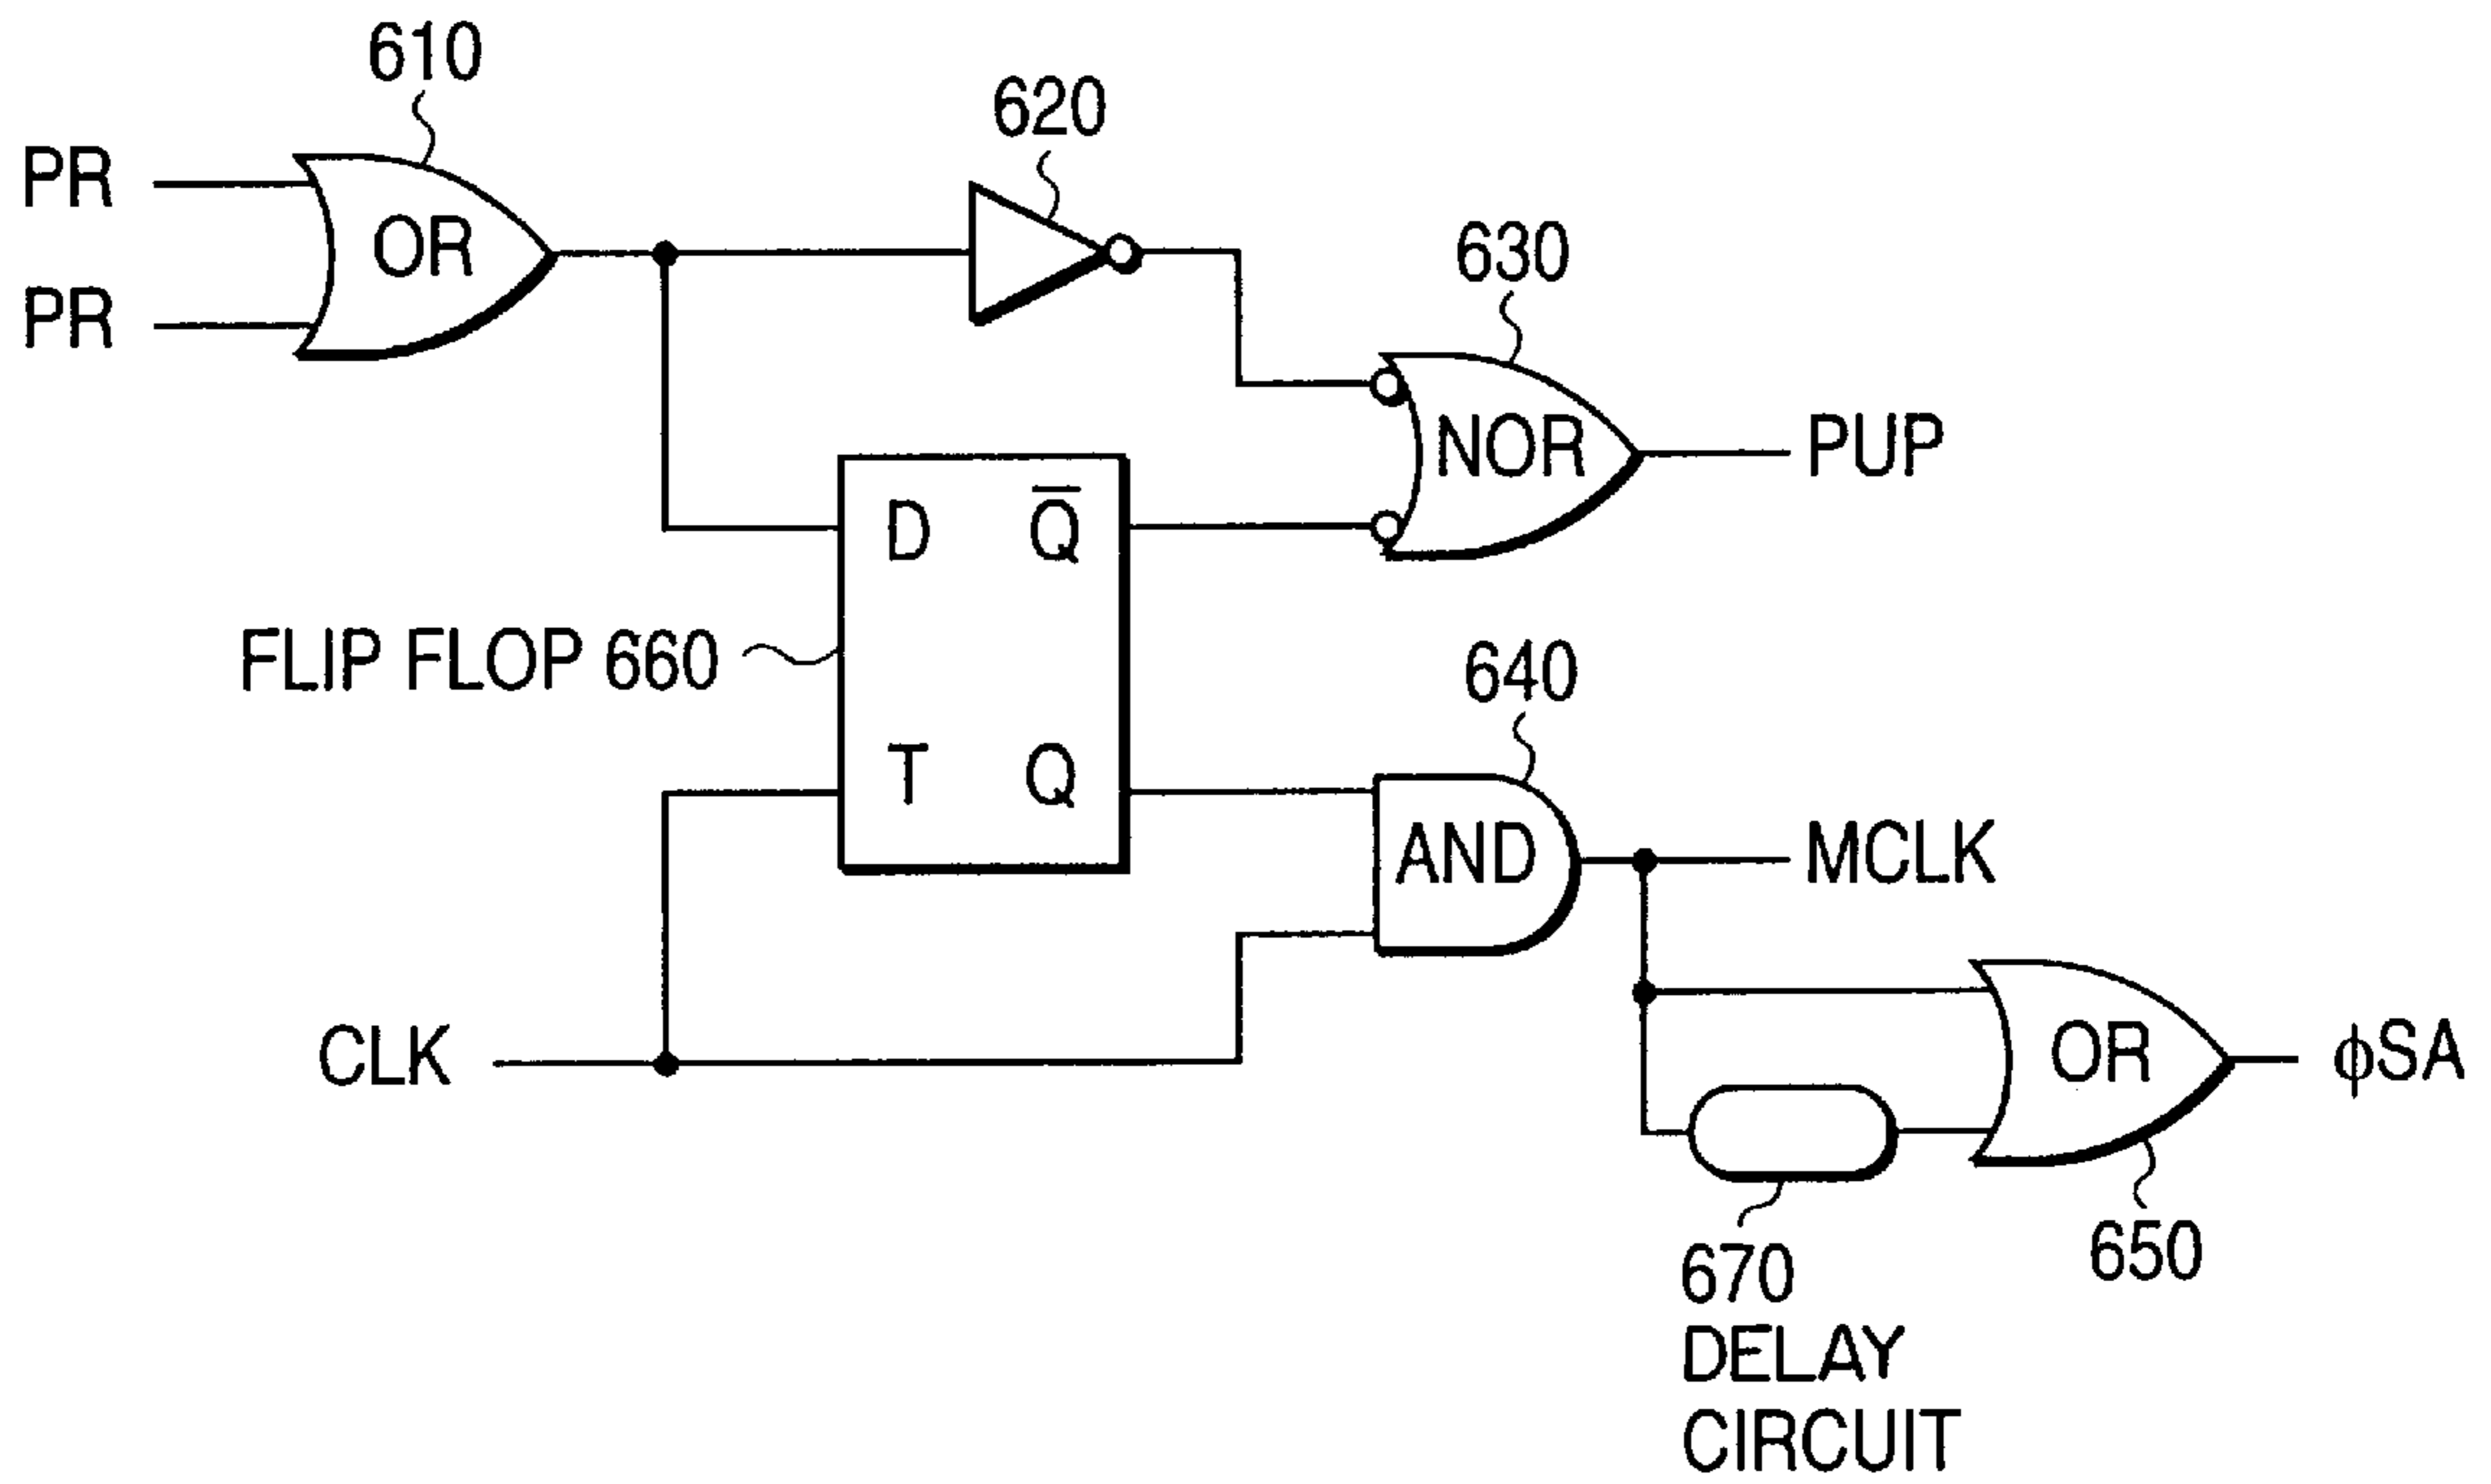 610
620
PR
OR
PR
630
NOR
PUP
D Q̅
FLIP FLOP 660
T Q
640
AND
MCLK
CLK
OR
ϕSA
650
670
DELAY
CIRCUIT